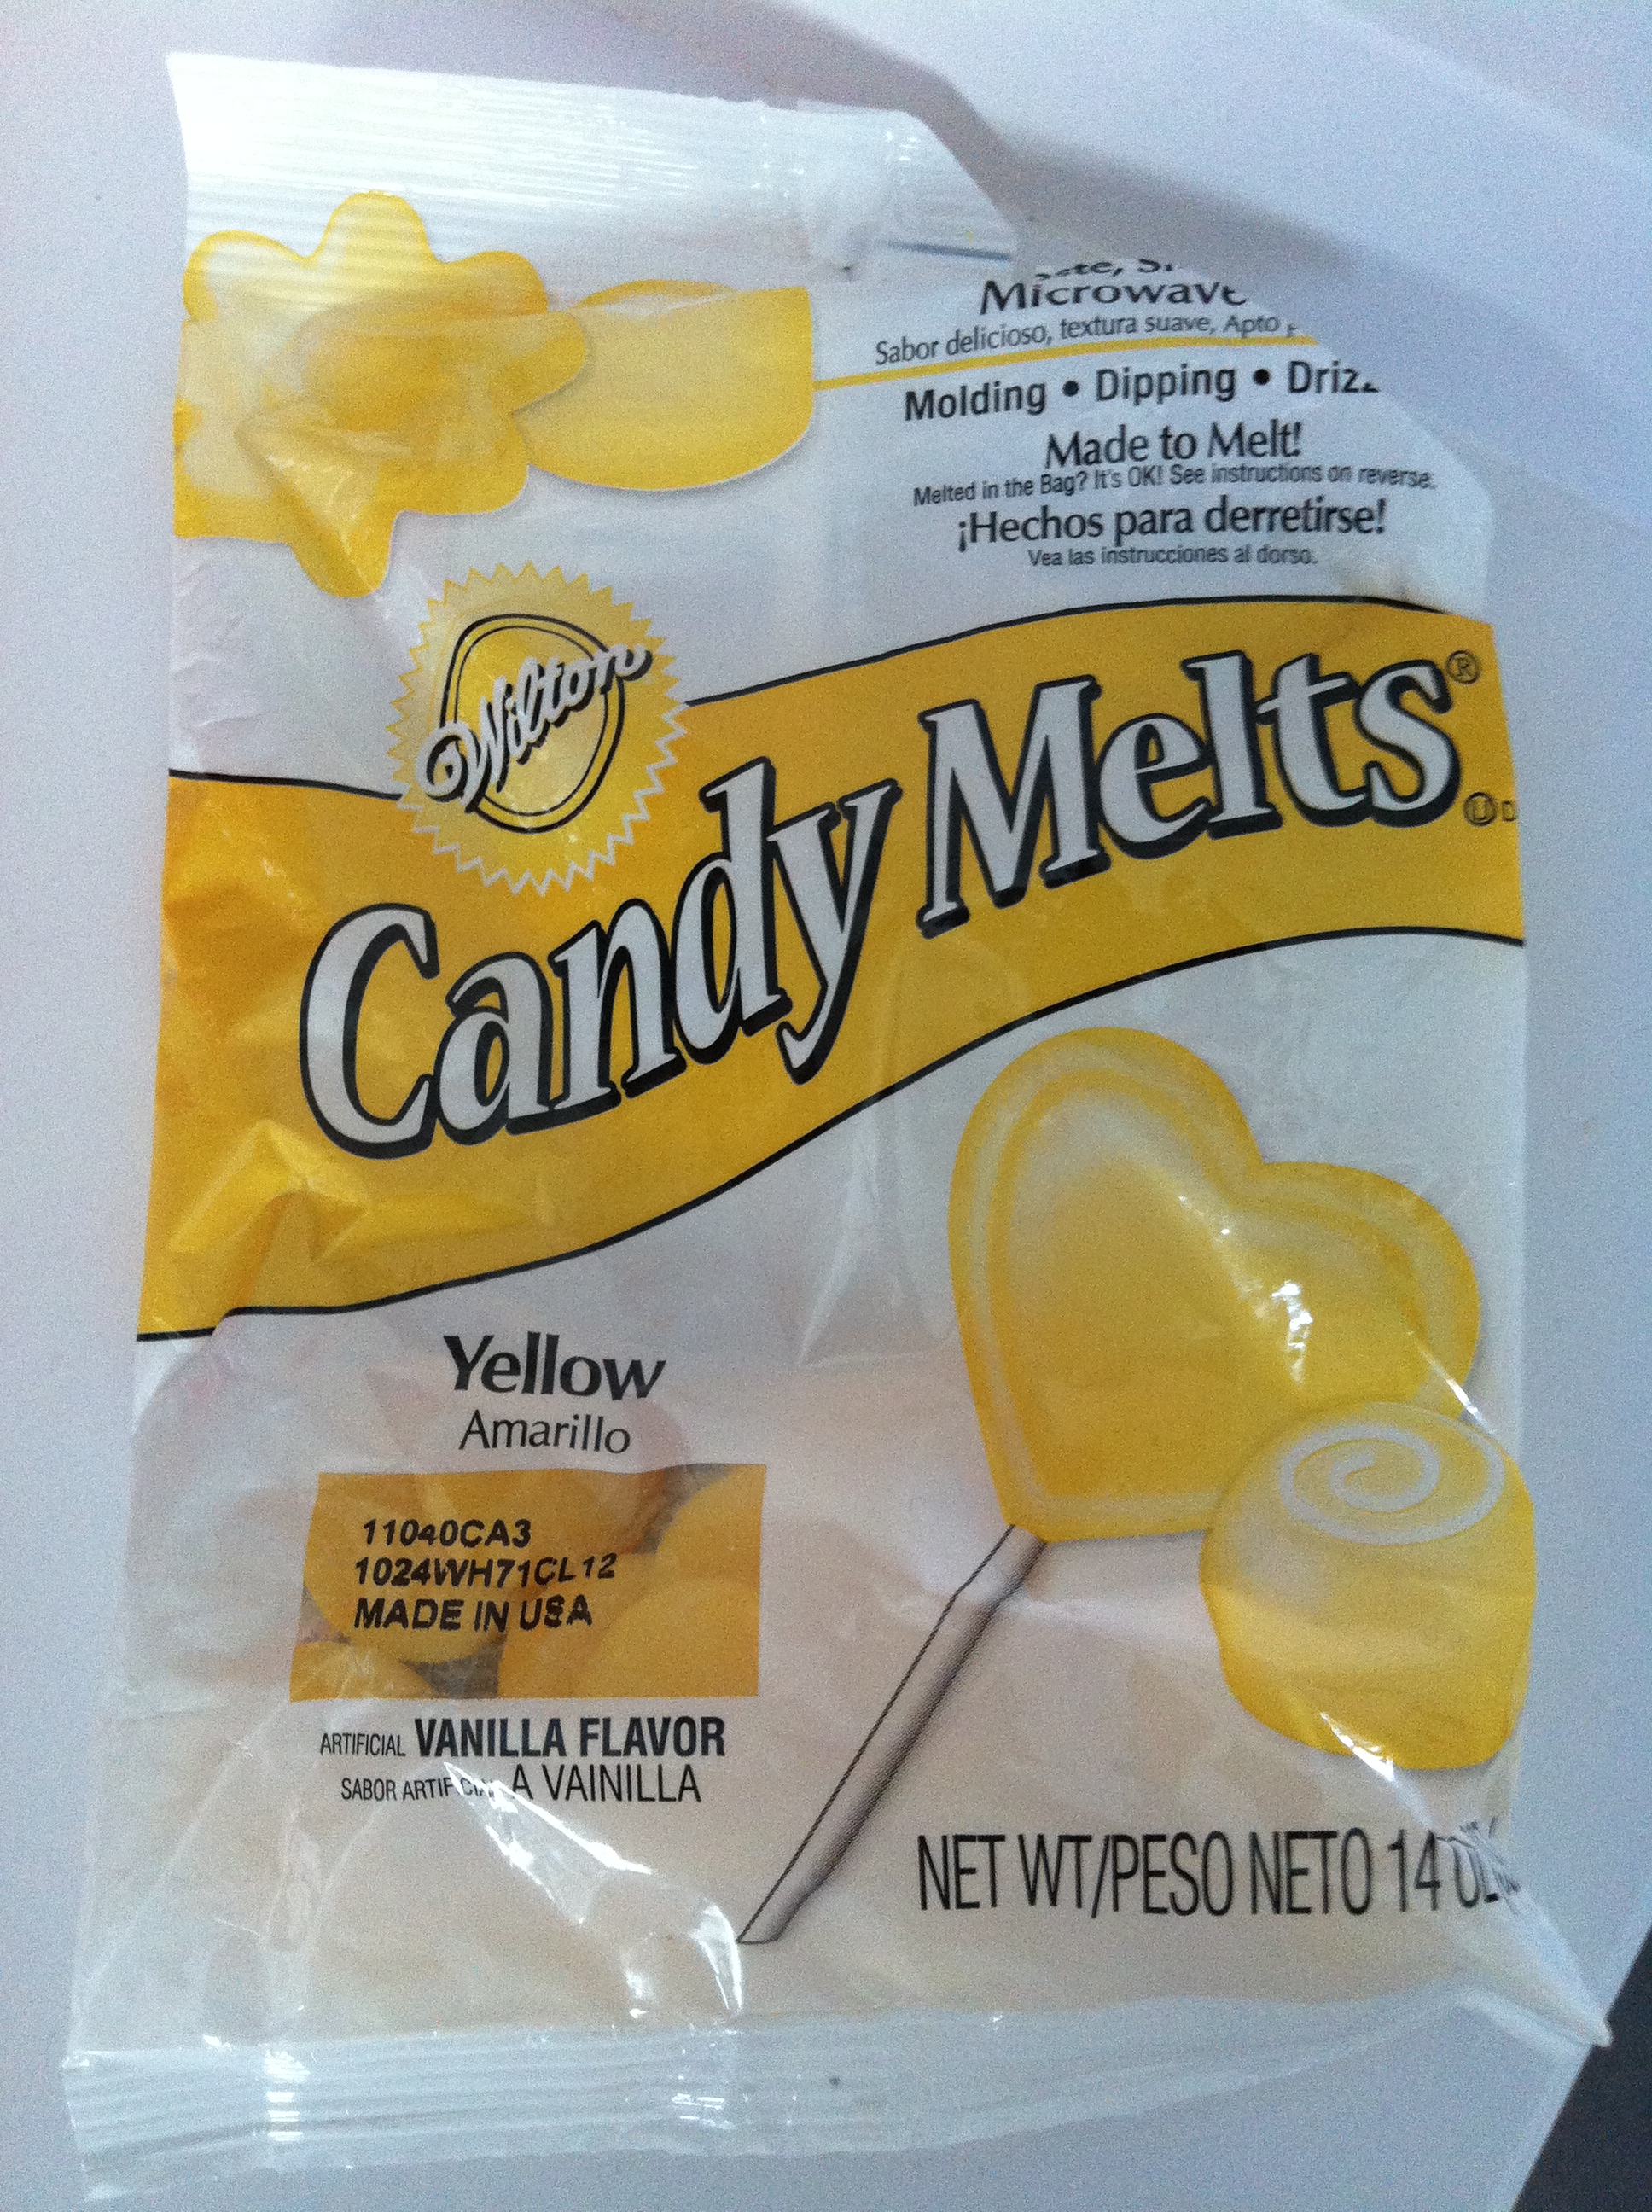 Microwave
Sabor delicioso, textura suave, Apto
Molding • Dipping •
Made to Melt!
Melted in the Bag? It's OK! See instructions on reverse.
¡Hechos para derretirse!
Vea las instrucciones al dorso.
Wilton
Candy Melts®
Yellow
Amarillo
11040CA3
1024WH71CL12
MADE IN USA
ARTIFICIAL VANILLA FLAVOR
SABOR ARTIFICIAL A VAINILLA
NET WT/PESO NETO 14 OZ